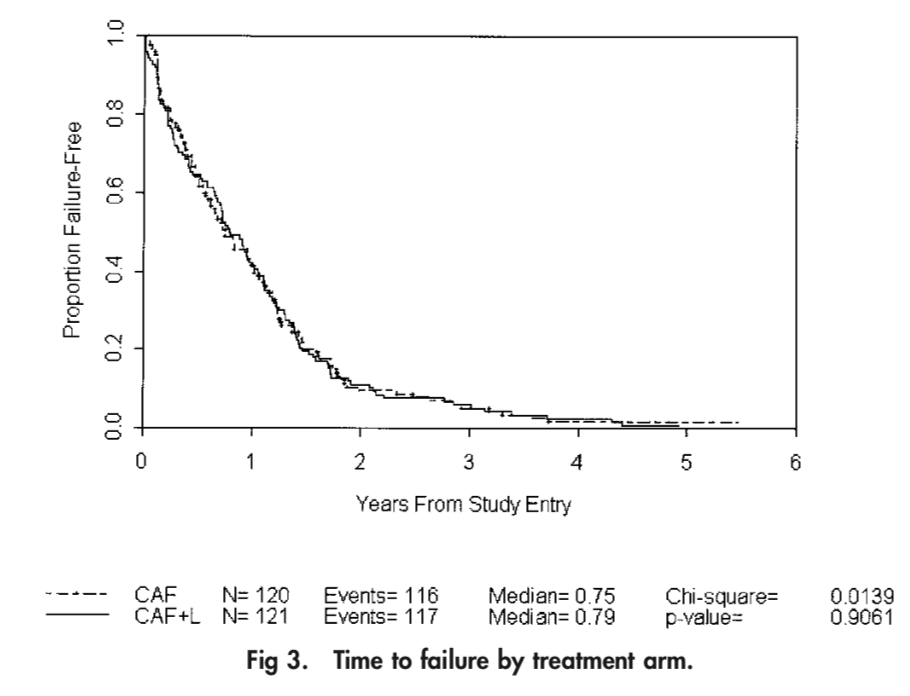 1.0
0.8
0.6
0.4
0.2
0.0
Proportion Failure-Free
0 1 2 3 4 5 6
Years From Study Entry
CAF N= 120 Events= 116 Median= 0.75 Chi-square= 0.0139
CAF+L N= 121 Events= 117 Median= 0.79 p-value= 0.9061
Fig 3. Time to failure by treatment arm.